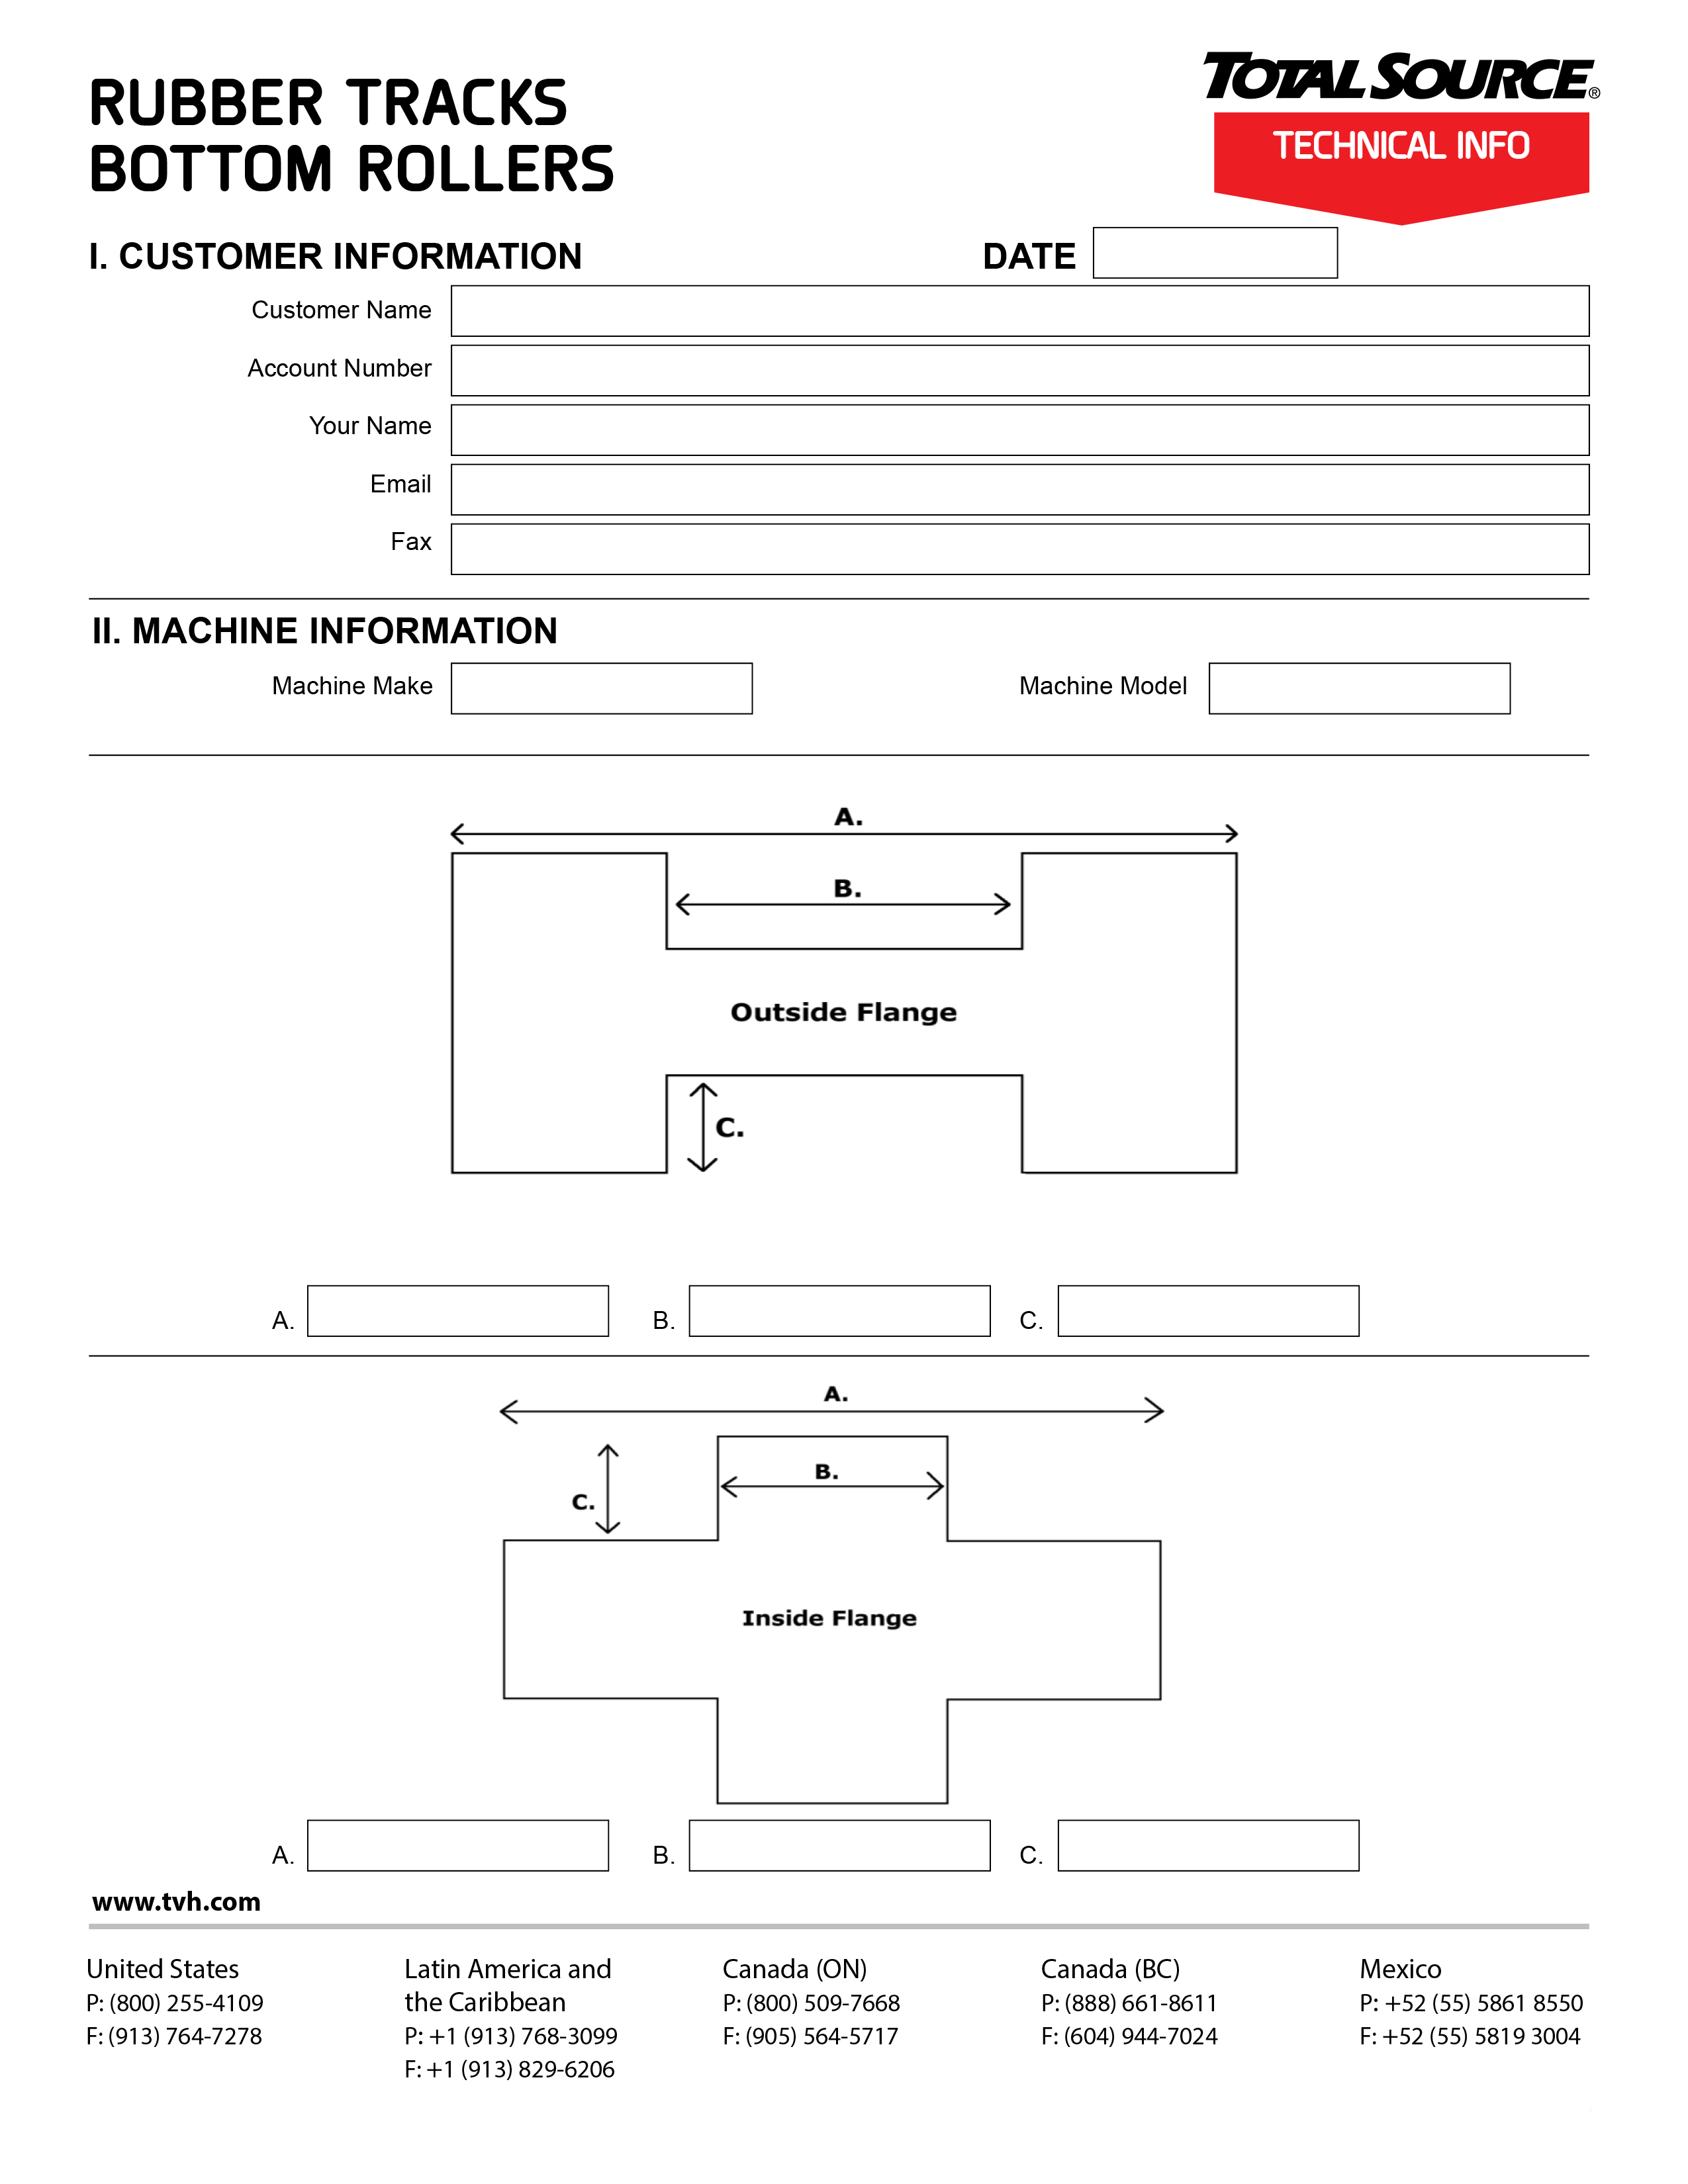 RUBBER TRACKS
BOTTOM ROLLERS
TOTALSOURCE®
TECHNICAL INFO
I. CUSTOMER INFORMATION
DATE
Customer Name
Account Number
Your Name
Email
Fax
II. MACHINE INFORMATION
Machine Make
Machine Model
A.
B.
Outside Flange
C.
A.
B.
C.
A.
B.
C.
Inside Flange
A.
B.
C.
www.tvh.com
United States
P: (800) 255-4109
F: (913) 764-7278
Latin America and
the Caribbean
P: +1 (913) 768-3099
F: +1 (913) 829-6206
Canada (ON)
P: (800) 509-7668
F: (905) 564-5717
Canada (BC)
P: (888) 661-8611
F: (604) 944-7024
Mexico
P: +52 (55) 5861 8550
F: +52 (55) 5819 3004